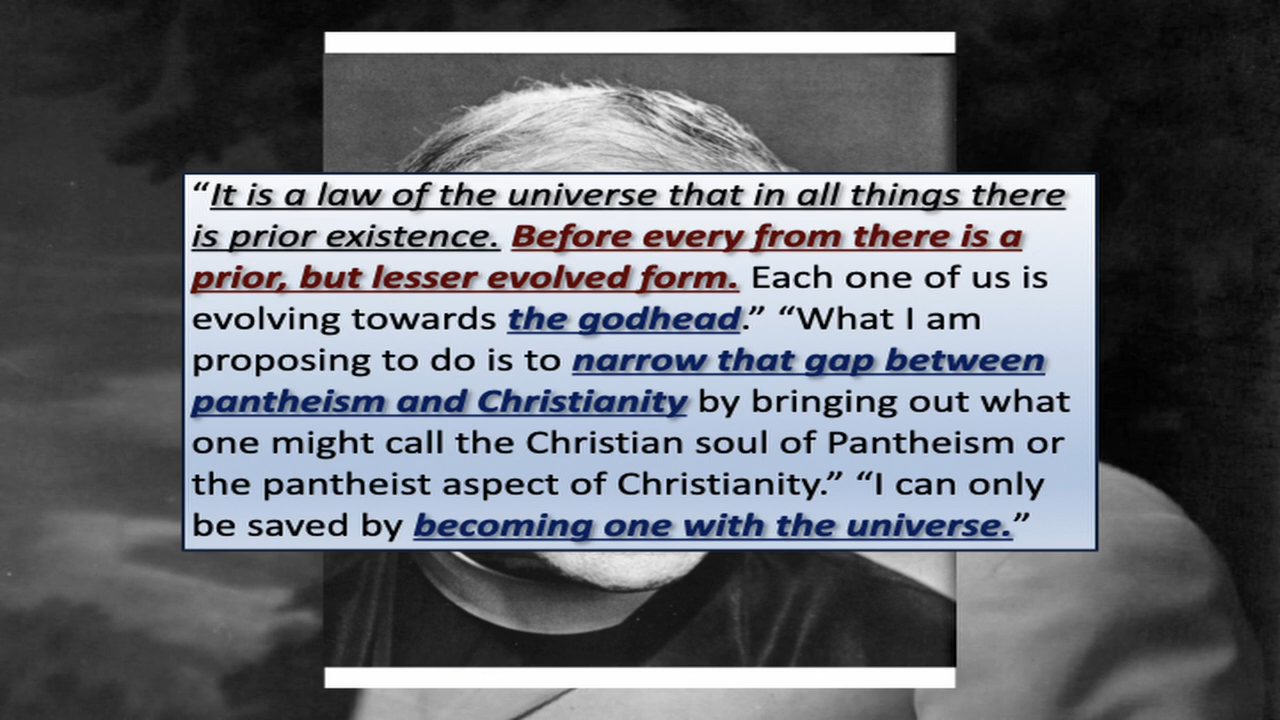 “It is a law of the universe that in all things there
is prior existence. Before every from there is a
prior, but lesser evolved form. Each one of us is
evolving towards the godhead.” “What I am
proposing to do is to narrow that gap between
pantheism and Christianity by bringing out what
one might call the Christian soul of Pantheism or
the pantheist aspect of Christianity.” “I can only
be saved by becoming one with the universe.”